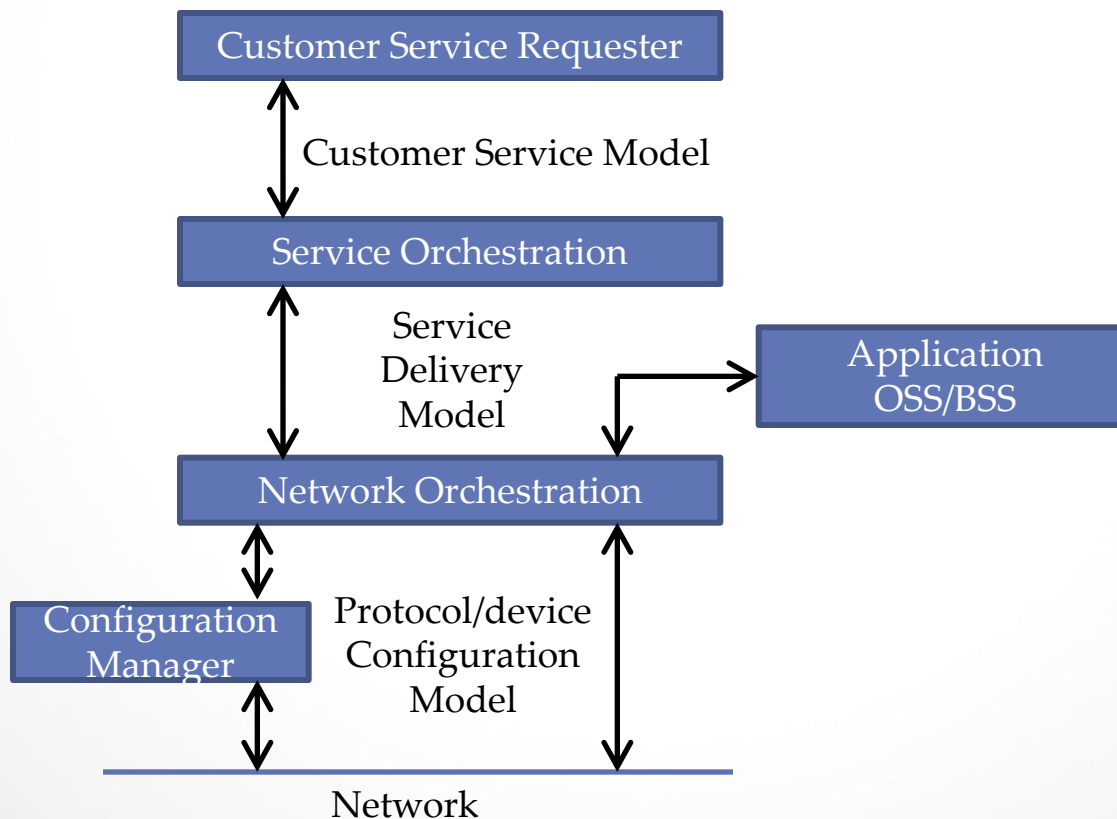 Customer Service Requester
Customer Service Model
Service Orchestration
Service
Delivery
Model
Application
OSS/BSS
Network Orchestration
Configuration
Manager
Protocol/device
Configuration
Model
Network